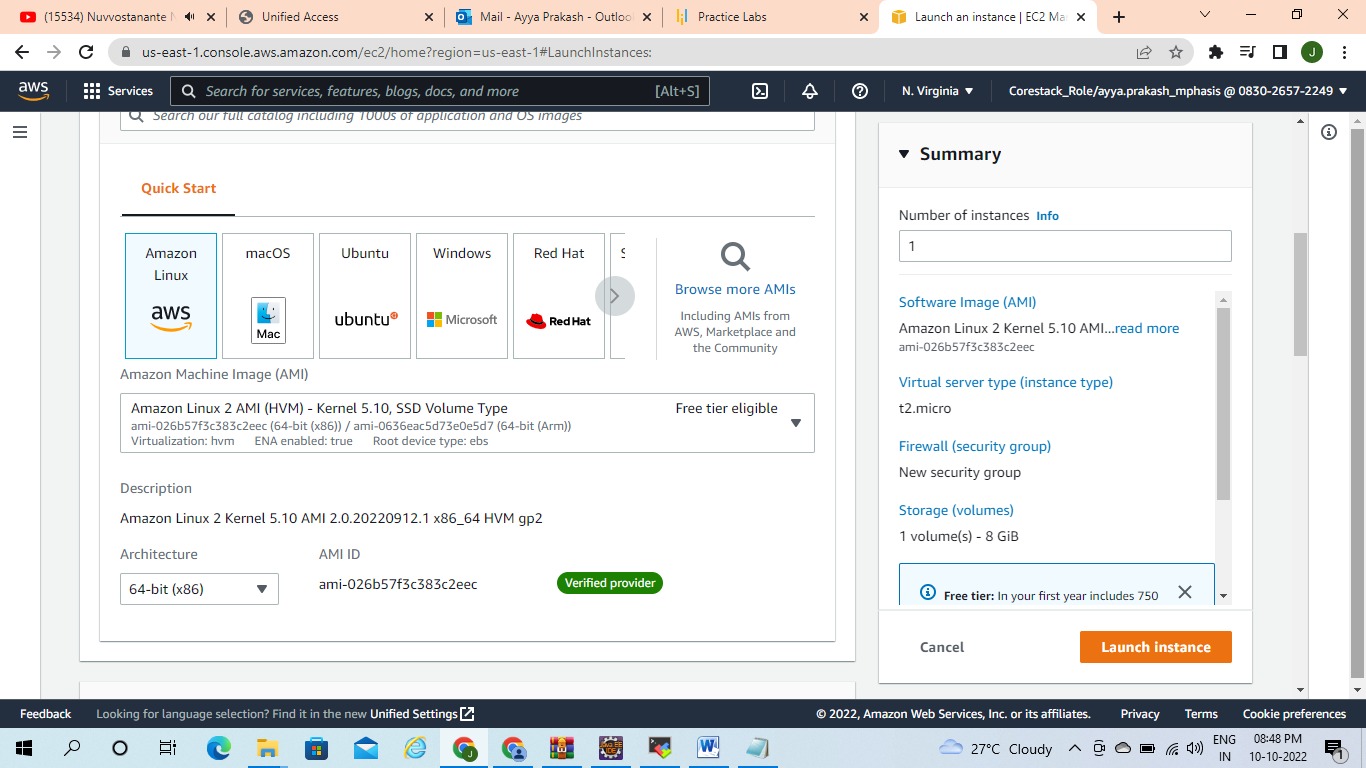 (15534) Nuvvostanante N
Unified Access
Mail - Ayya Prakash - Outloo
Practice Labs
Launch an instance | EC2 Ma
us-east-1.console.aws.amazon.com/ec2/home?region=us-east-1#LaunchInstances:
J
aws
Services
Search for services, features, blogs, docs, and more
[Alt+S]
N. Virginia
Corestack_Role/ayya.prakash_mphasis @ 0830-2657-2249
Search our full catalog including 1000s of application and OS images
Quick Start
Amazon Linux
aws
macOS
Mac
Ubuntu
ubuntu
Windows
Microsoft
Red Hat
Red Hat
S
Browse more AMIs
Including AMIs from
AWS, Marketplace and
the Community
Amazon Machine Image (AMI)
Amazon Linux 2 AMI (HVM) - Kernel 5.10, SSD Volume Type
Free tier eligible
ami-026b57f3c383c2eec (64-bit (x86)) / ami-0636eac5d73e0e5d7 (64-bit (Arm))
Virtualization: hvm ENA enabled: true Root device type: ebs
Description
Amazon Linux 2 Kernel 5.10 AMI 2.0.20220912.1 x86_64 HVM gp2
Architecture
AMI ID
64-bit (x86)
ami-026b57f3c383c2eec
Verified provider
Summary
Number of instances Info
1
Software Image (AMI)
Amazon Linux 2 Kernel 5.10 AMI...read more
ami-026b57f3c383c2eec
Virtual server type (instance type)
t2.micro
Firewall (security group)
New security group
Storage (volumes)
1 volume(s) - 8 GiB
Free tier: In your first year includes 750
Cancel
Launch instance
Feedback
Looking for language selection? Find it in the new Unified Settings
© 2022, Amazon Web Services, Inc. or its affiliates.
Privacy
Terms
Cookie preferences
27°C Cloudy
ENG
IN
08:48 PM
10-10-2022
1